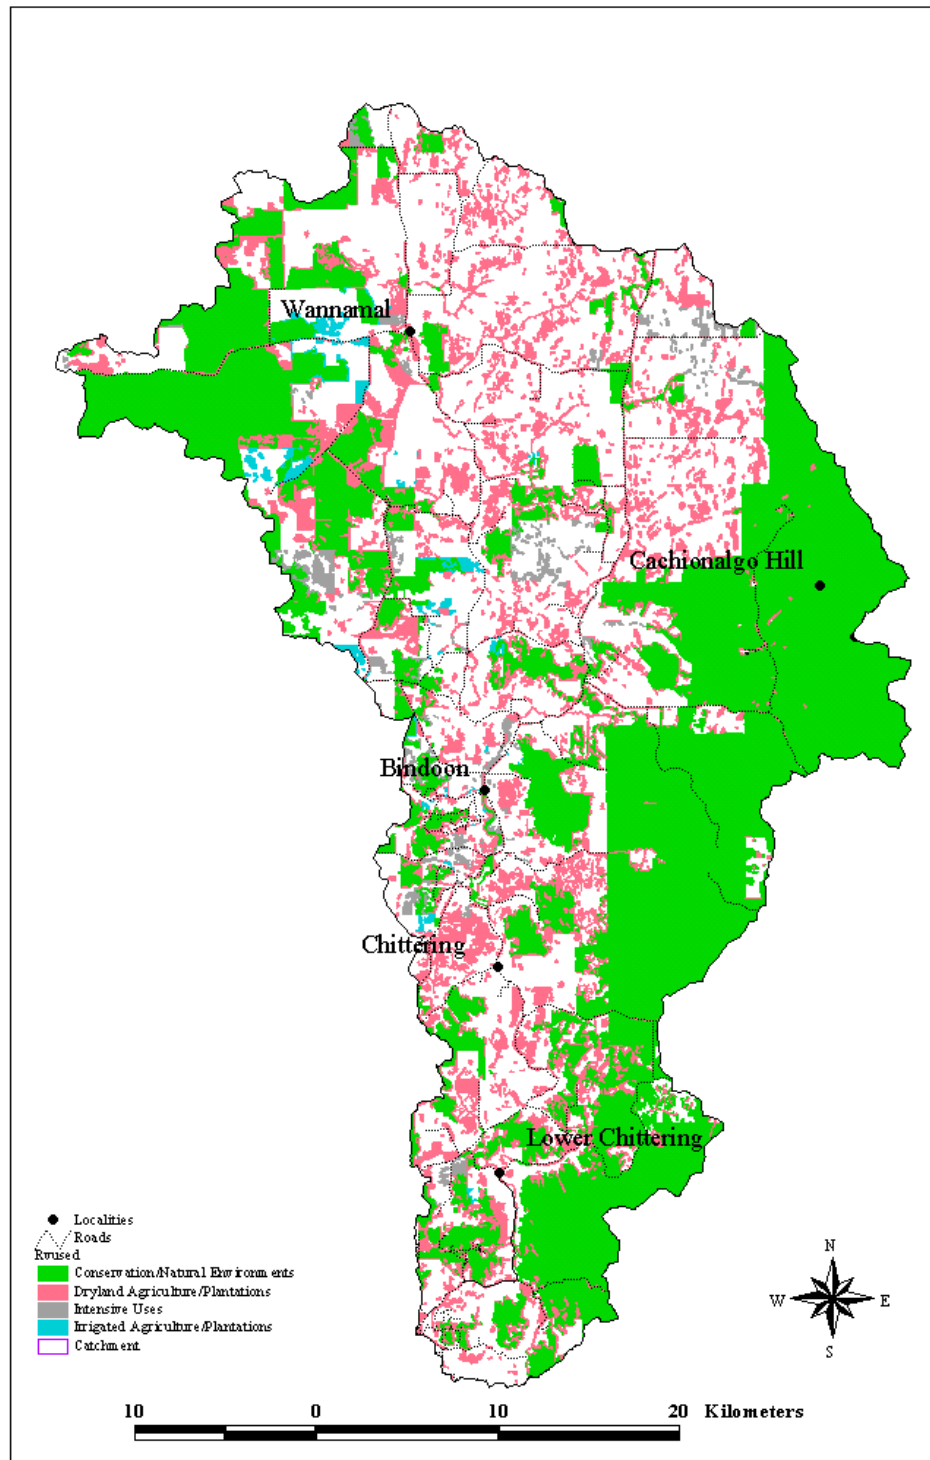 Wannamal
Cachionalgo Hill
Bindoon
Chittering
Lower Chittering
Localities
Roads
Rwused
Conservation/Natural Environments
Dryland Agriculture/Plantations
Intensive Uses
Irrigated Agriculture/Plantations
Catchment
N
W E
S
10 0 10 20 Kilometers